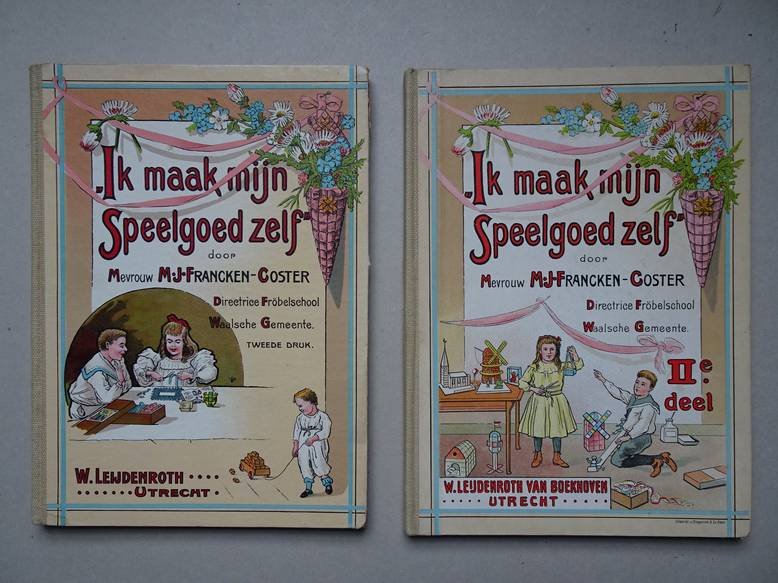 „Ik maak mijn
Speelgoed zelf"
door
Mevrouw M.J. FRANCKEN-COSTER
Directrice Fröbelschool
Waalsche Gemeente.
TWEEDE DRUK.
W. LEIJDENROTH ....
....... UTRECHT .
„Ik maak mijn
Speelgoed zelf"
door
Mevrouw M.J. FRANCKEN-COSTER
Directrice Fröbelschool
Waalsche Gemeente.
IIe.
deel
W. LEIJDENROTH VAN BOEKHOVEN
..... UTRECHT .....